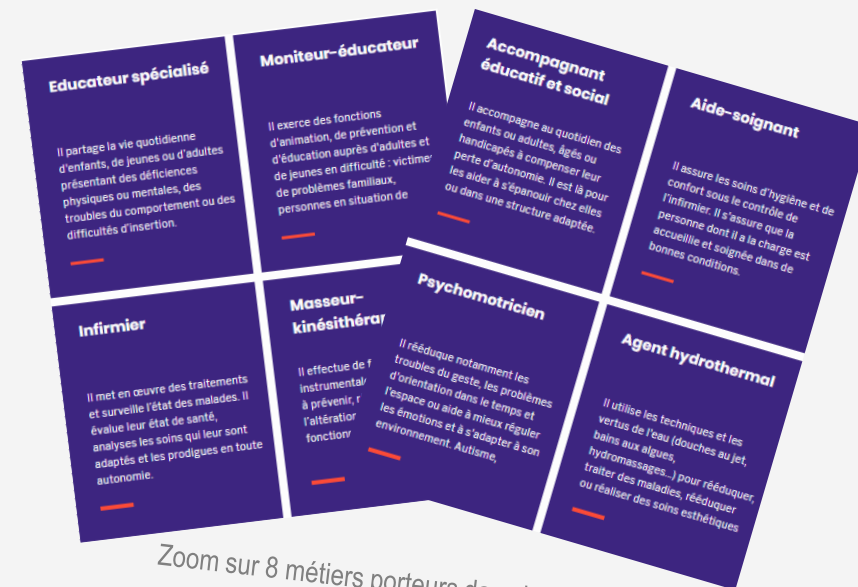 Educateur spécialisé
Il partage la vie quotidienne
d'enfants, de jeunes ou d'adultes
présentant des déficiences
physiques ou mentales, des
troubles du comportement ou des
difficultés d'insertion.
Moniteur-éducateur
Il exerce des fonctions
d'animation, de prévention et
d'éducation auprès d'adultes et
de jeunes en difficulté :
de problèmes familiaux,
personnes en situation de
Infirmier
Il met en œuvre des traitements
et surveille l'état des malades. Il
évalue leur état de santé,
analyses les soins qui leur sont
adaptés et les prodigues en toute
autonomie.
Masseur-
Il effectue de
à prévenir,
Accompagnant
éducatif et social
Il accompagne au quotidien des
enfants ou adultes, âgés ou
handicapés à compenser leur
perte d'autonomie. Il est là pour
les aider à s'épanouir chez elles
ou dans une structure adaptée.
Aide-soignant
Il assure les soins d'hygiène et de
confort sous le contrôle de
l'infirmier. Il s'assure que la
personne dont il a la charge est
accueillie et soignée dans de
bonnes conditions.
Psychomotricien
Il rééduque notamment les
troubles du geste, les problèmes
d'orientation dans le temps et
l'espace ou aide à mieux réguler
les émotions et à s'adapter à son
environnement. Autisme,
Agent hydrothermal
Il utilise les techniques et les
vertus de l'eau (douches au jet,
bains aux algues,
hydromassages...) pour rééduquer,
traiter des maladies, rééduquer
ou réaliser des soins esthétiques
Zoom sur 8 métiers porteurs